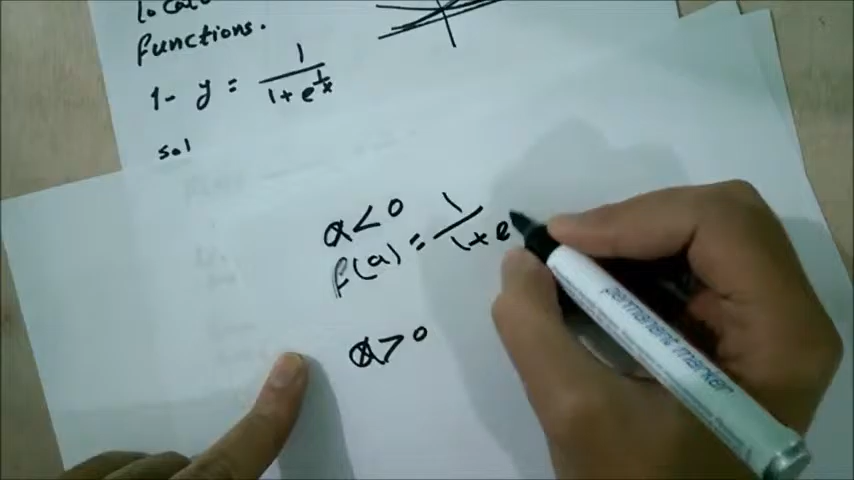 functions.
1- y = 1/(1+e^(1/x))
sol
a<0
f(a) = 1/(1+e
a>0
permanent marker